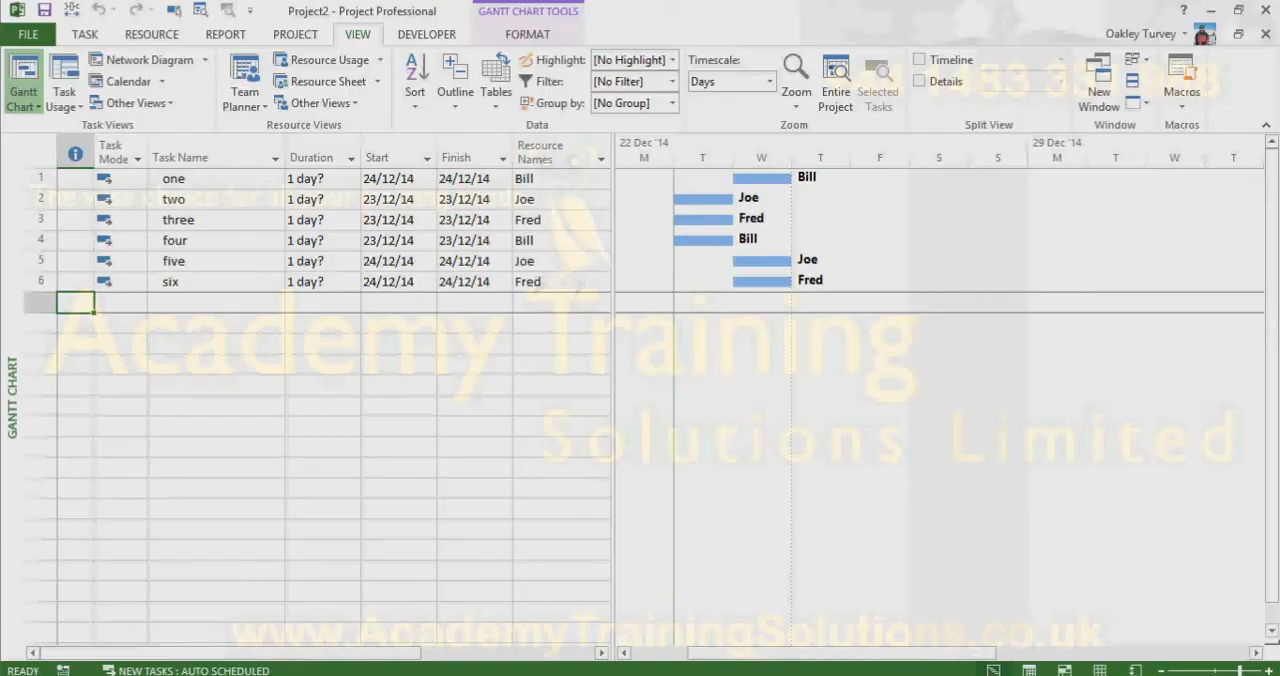 Project2 - Project Professional
GANTT CHART TOOLS
?
FILE TASK RESOURCE REPORT PROJECT VIEW DEVELOPER FORMAT
Oakley Turvey
Gantt Chart
Task Usage
Network Diagram
Calendar
Other Views
Task Views
Team Planner
Resource Usage
Resource Sheet
Other Views
Resource Views
Sort
Outline
Tables
Highlight: [No Highlight]
Filter: [No Filter]
Group by: [No Group]
Data
Timescale:
Days
Zoom
Entire Project
Selected Tasks
Zoom
Timeline
Details
Split View
New Window
Window
Macros
Macros
Task Mode Task Name Duration Start Finish Resource Names
22 Dec '14 29 Dec '14
M T W T F S S M T W T
1 one 1 day? 24/12/14 24/12/14 Bill Bill
2 two 1 day? 23/12/14 23/12/14 Joe Joe
3 three 1 day? 23/12/14 23/12/14 Fred Fred
4 four 1 day? 23/12/14 23/12/14 Bill Bill
5 five 1 day? 24/12/14 24/12/14 Joe Joe
6 six 1 day? 24/12/14 24/12/14 Fred Fred
Academy Training
Solutions Limited
www.AcademyTrainingSolutions.co.uk
GANTT CHART
READY NEW TASKS : AUTO SCHEDULED